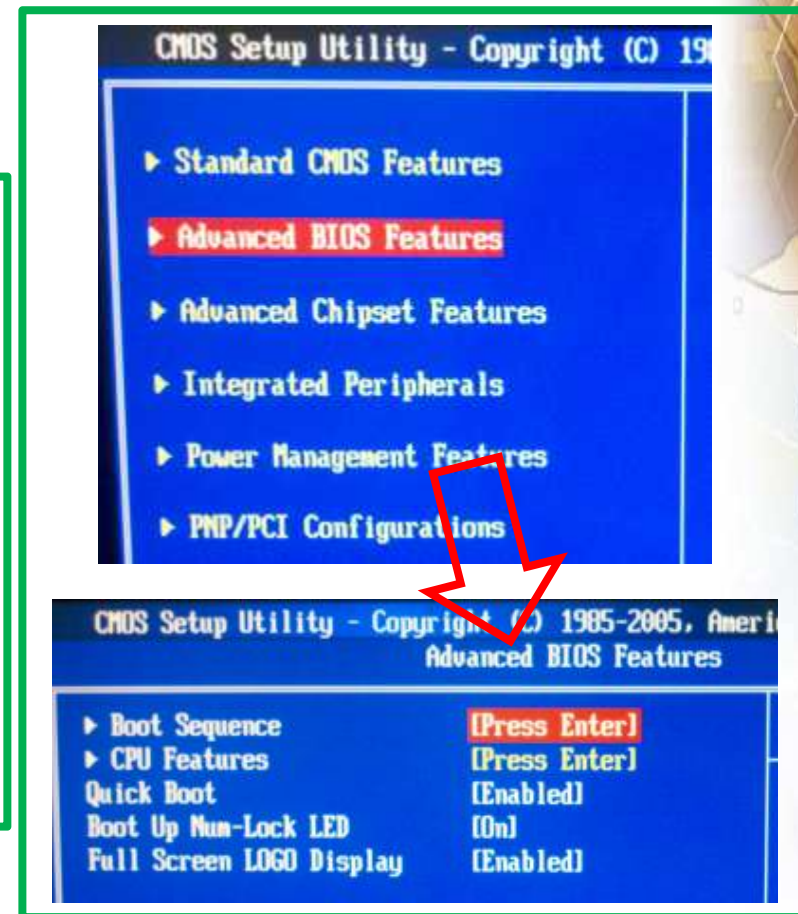 CMOS Setup Utility - Copyright (C)
▶ Standard CMOS Features
▶ Advanced BIOS Features
▶ Advanced Chipset Features
▶ Integrated Peripherals
▶ Power Management Features
▶ PNP/PCI Configurations
CMOS Setup Utility - Copyright (C) 1985-2005,
Advanced BIOS Features
▶ Boot Sequence [Press Enter]
▶ CPU Features [Press Enter]
Quick Boot [Enabled]
Boot Up Num-Lock LED [On]
Full Screen LOGO Display [Enabled]